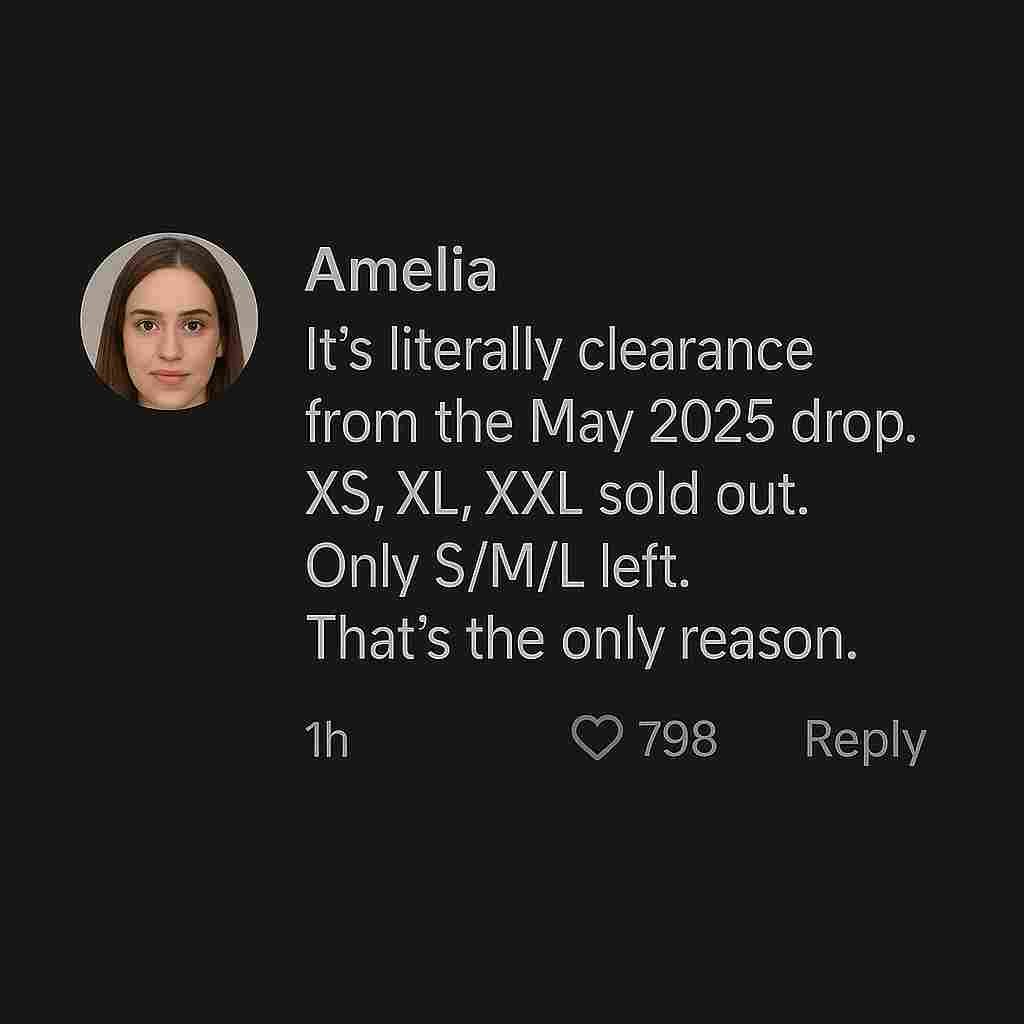 Amelia
It’s literally clearance
from the May 2025 drop.
XS, XL, XXL sold out.
Only S/M/L left.
That’s the only reason.
1h 798 Reply